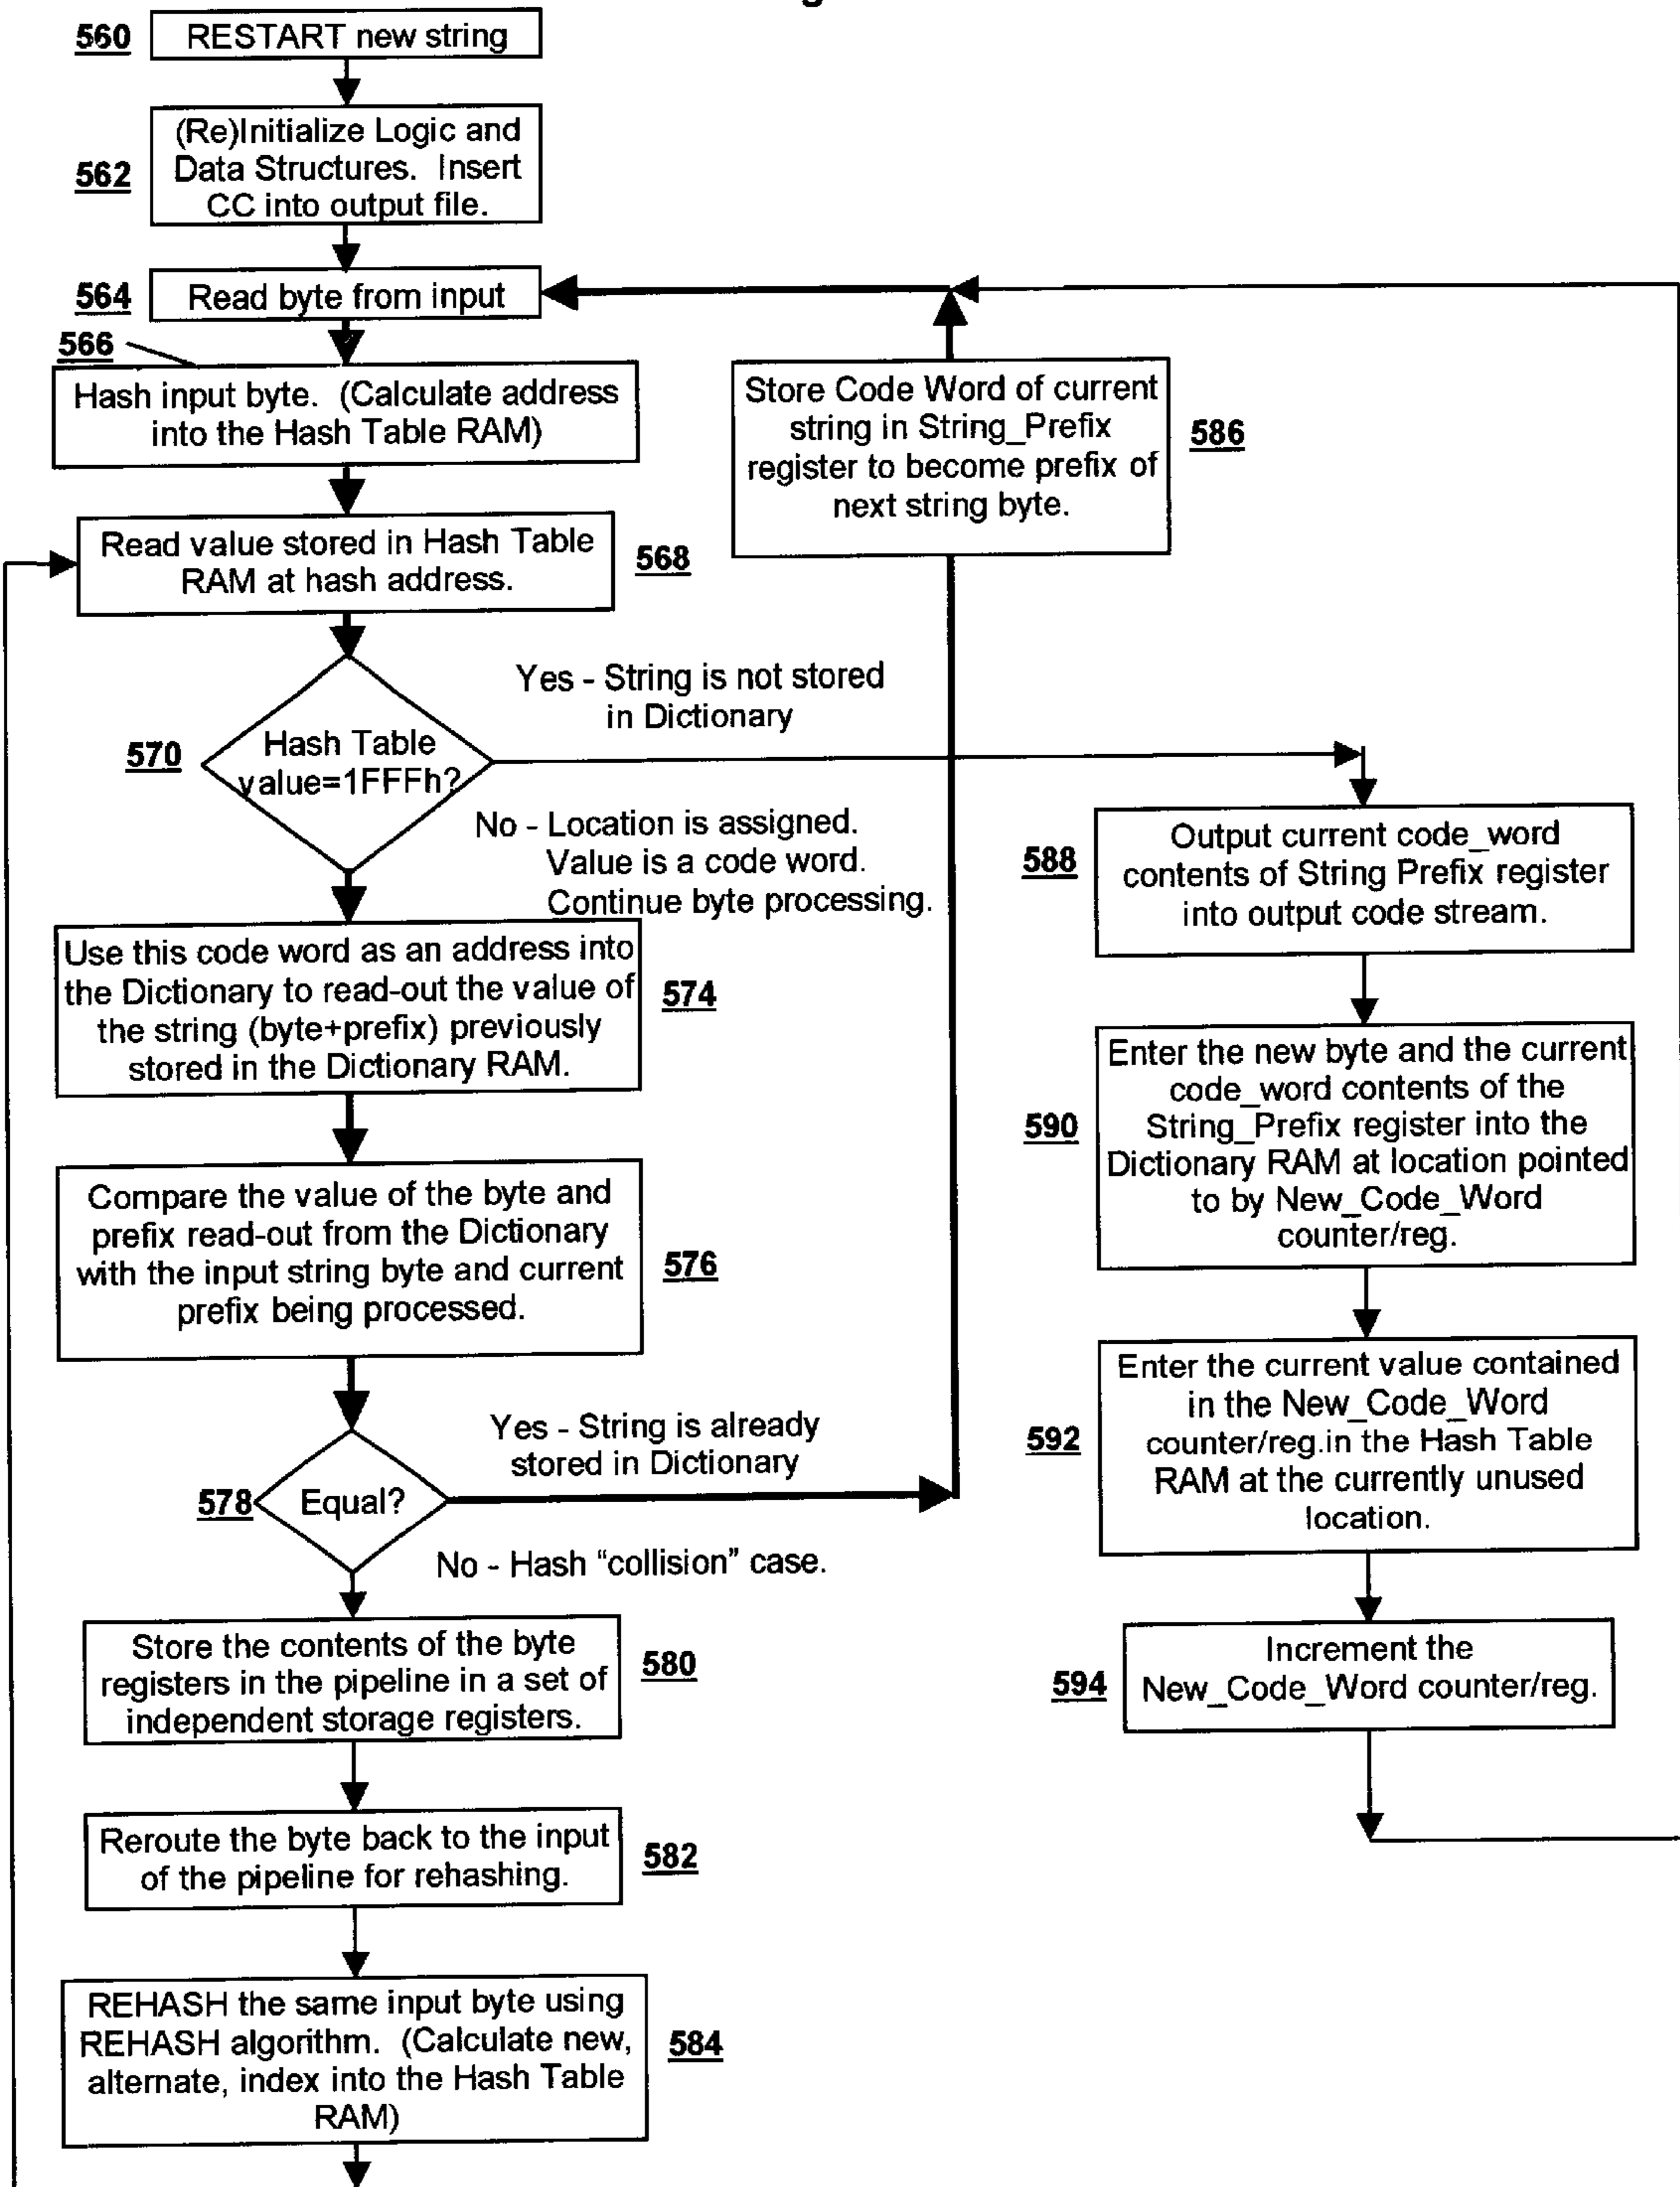 560
RESTART new string
562
(Re)Initialize Logic and
Data Structures. Insert
CC into output file.
564
Read byte from input
566
Hash input byte. (Calculate address
into the Hash Table RAM)
Read value stored in Hash Table
RAM at hash address.
568
570
Hash Table
value=1FFFh?
Yes - String is not stored
in Dictionary
No - Location is assigned.
Value is a code word.
Continue byte processing.
Use this code word as an address into
the Dictionary to read-out the value of
the string (byte+prefix) previously
stored in the Dictionary RAM.
574
Compare the value of the byte and
prefix read-out from the Dictionary
with the input string byte and current
prefix being processed.
576
578
Equal?
Yes - String is already
stored in Dictionary
No - Hash “collision” case.
Store the contents of the byte
registers in the pipeline in a set of
independent storage registers.
580
Reroute the byte back to the input
of the pipeline for rehashing.
582
REHASH the same input byte using
REHASH algorithm. (Calculate new,
alternate, index into the Hash Table
RAM)
584
Store Code Word of current
string in String_Prefix
register to become prefix of
next string byte.
586
588
Output current code_word
contents of String Prefix register
into output code stream.
590
Enter the new byte and the current
code_word contents of the
String_Prefix register into the
Dictionary RAM at location pointed
to by New_Code_Word
counter/reg.
592
Enter the current value contained
in the New_Code_Word
counter/reg.in the Hash Table
RAM at the currently unused
location.
594
Increment the
New_Code_Word counter/reg.